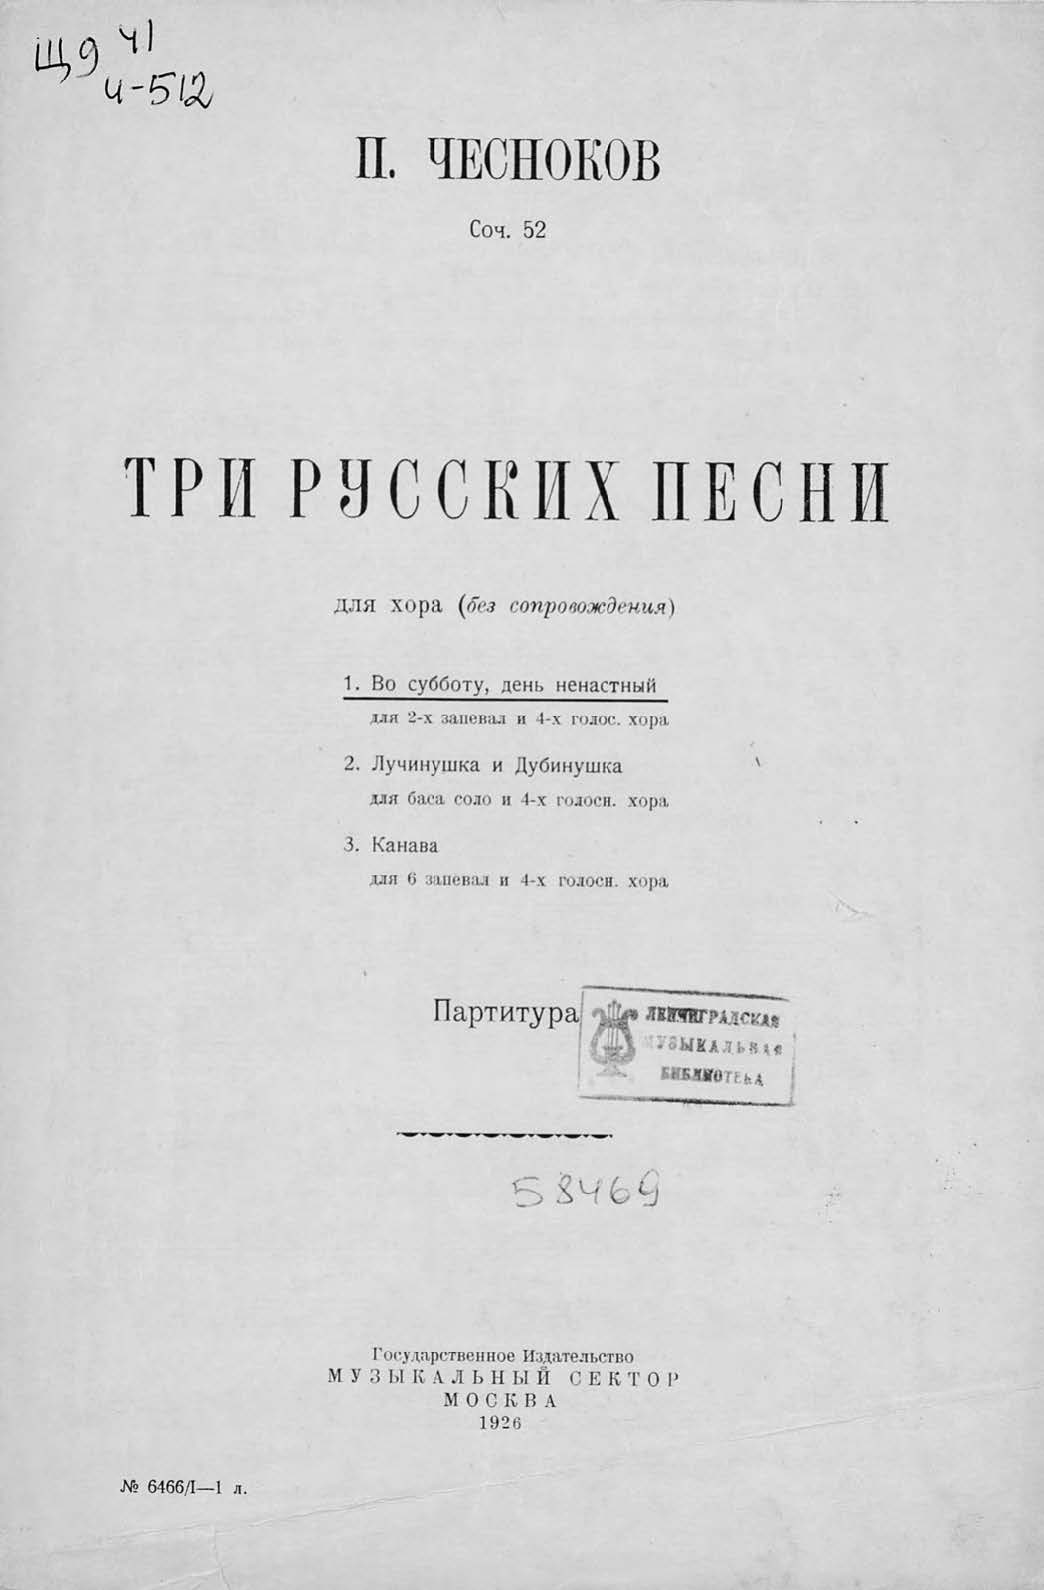 Щ9 41
Ч-512
П. ЧЕСНОКОВ
Соч. 52
ТРИ РУССКИХ ПЕСНИ
для хора (без сопровождения)
1. Во субботу, день ненастный
для 2-х запевал и 4-х голос. хора
2. Лучинушка и Дубинушка
для баса соло и 4-х голосн. хора
3. Канава
для 6 запевал и 4-х голосн. хора
Партитура
ЛЕНИНГРАДСКАЯ
МУЗЫКАЛЬНАЯ
БИБЛИОТЕКА
58469
Государственное Издательство
МУЗЫКАЛЬНЫЙ СЕКТОР
МОСКВА
1926
№ 6466/I—1 л.